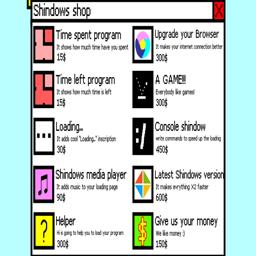 Shindows shop
X
Time spent program
It shows how much time have you spent
15$
Time left program
It shows how much time is left
15$
Loading...
It adds cool "Loading..." inscription
30$
Shindows media player
It adds music to your loading page
90$
Helper
He is going to help you to load your program
300$
Upgrade your Browser
It makes your internet connection better
300$
A GAME!!!
Everybody like games!
300$
:/
Console shindow
write commands to speed-up the loading
450$
Latest Shindows version
It makes evrything X2 faster
600$
Give us your money
We like money :)
150$